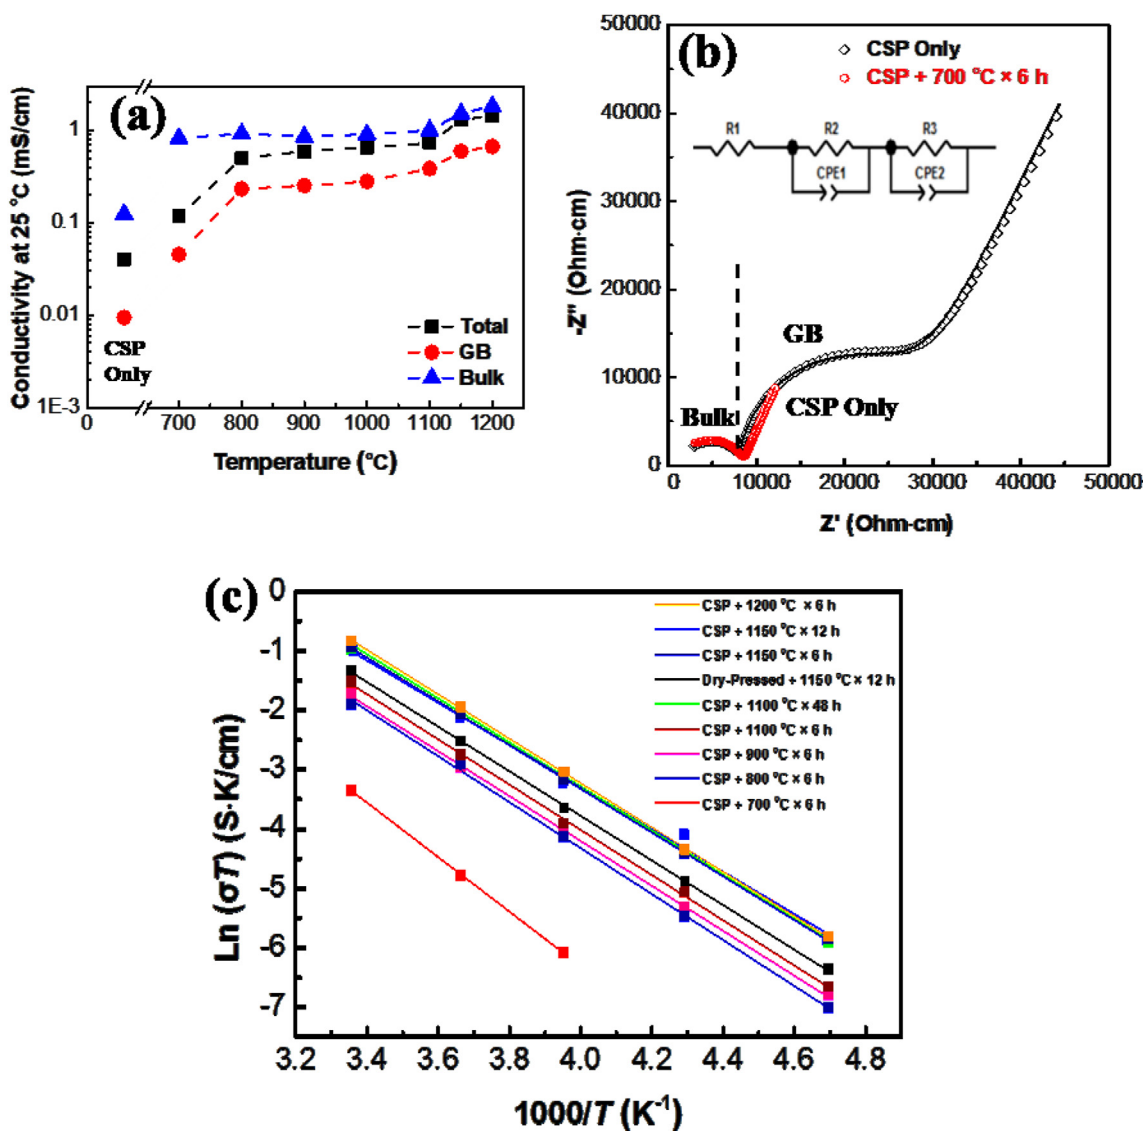 (a)
Conductivity at 25 °C (mS/cm)
1
0.1
0.01
1E-3
CSP
Only
Total
GB
Bulk
0 700 800 900 1000 1100 1200
Temperature (°C)
(b)
50000
40000
30000
20000
10000
0
-Z" (Ohm·cm)
CSP Only
CSP + 700 °C × 6 h
R1 R2 R3
CPE1 CPE2
GB
CSP Only
Bulk
0 10000 20000 30000 40000 50000
Z' (Ohm·cm)
(c)
0
-1
-2
-3
-4
-5
-6
-7
Ln (σT) (S·K/cm)
CSP + 1200 °C × 6 h
CSP + 1150 °C × 12 h
CSP + 1150 °C × 6 h
Dry-Pressed + 1150 °C × 12 h
CSP + 1100 °C × 48 h
CSP + 1100 °C × 6 h
CSP + 900 °C × 6 h
CSP + 800 °C × 6 h
CSP + 700 °C × 6 h
3.2 3.4 3.6 3.8 4.0 4.2 4.4 4.6 4.8
1000/T (K⁻¹)